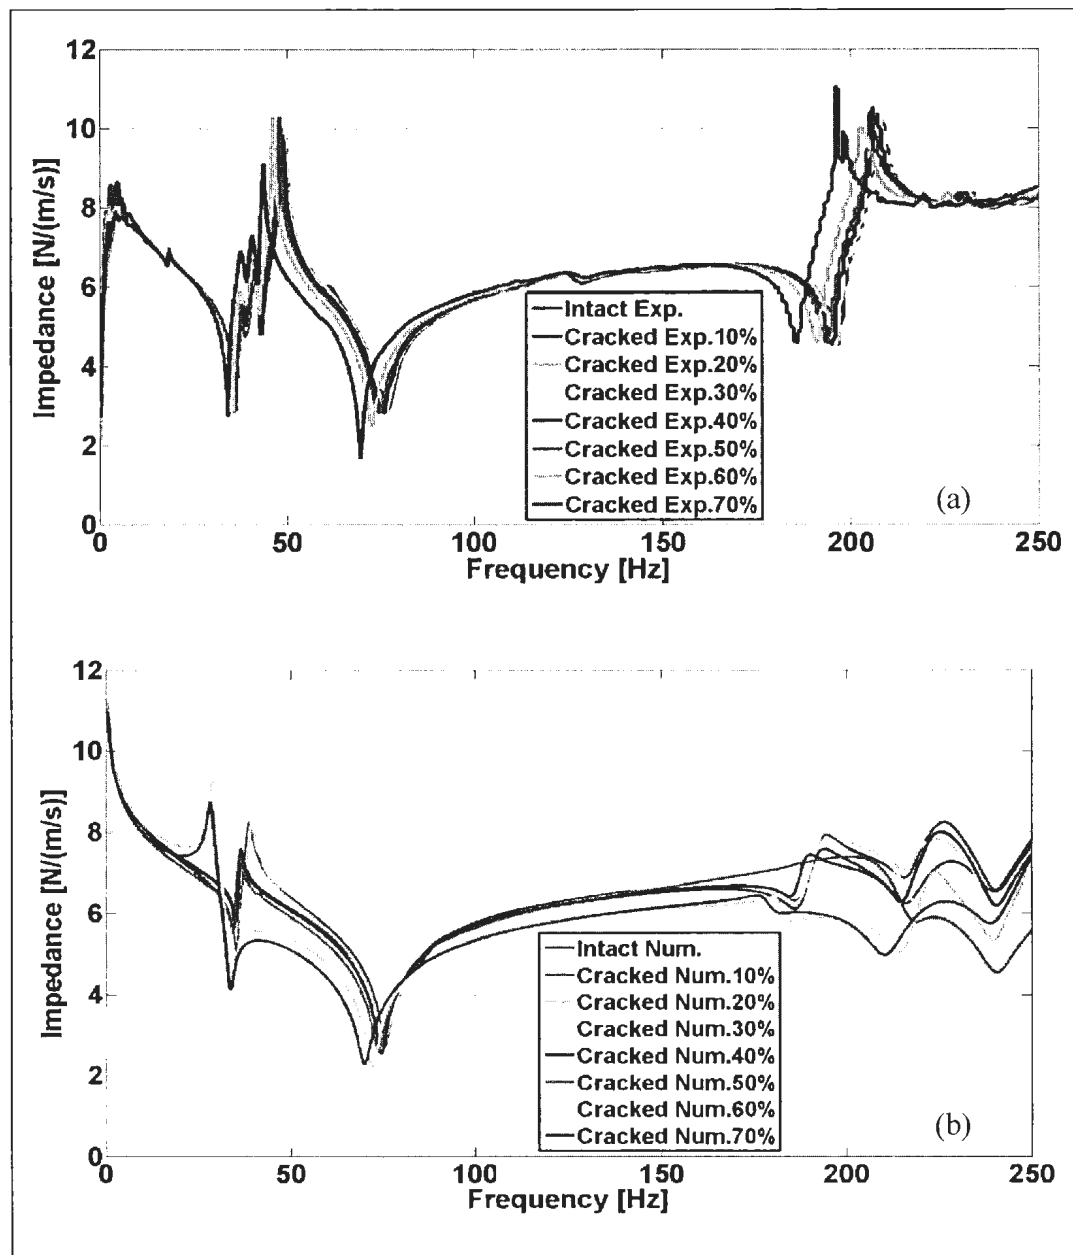 12
10
8
6
4
2
0
Impedance [N/(m/s)]
Intact Exp.
Cracked Exp.10%
Cracked Exp.20%
Cracked Exp.30%
Cracked Exp.40%
Cracked Exp.50%
Cracked Exp.60%
Cracked Exp.70%
(a)
0 50 100 150 200 250
Frequency [Hz]
12
10
8
6
4
2
0
Impedance [N/(m/s)]
Intact Num.
Cracked Num.10%
Cracked Num.20%
Cracked Num.30%
Cracked Num.40%
Cracked Num.50%
Cracked Num.60%
Cracked Num.70%
(b)
0 50 100 150 200 250
Frequency [Hz]